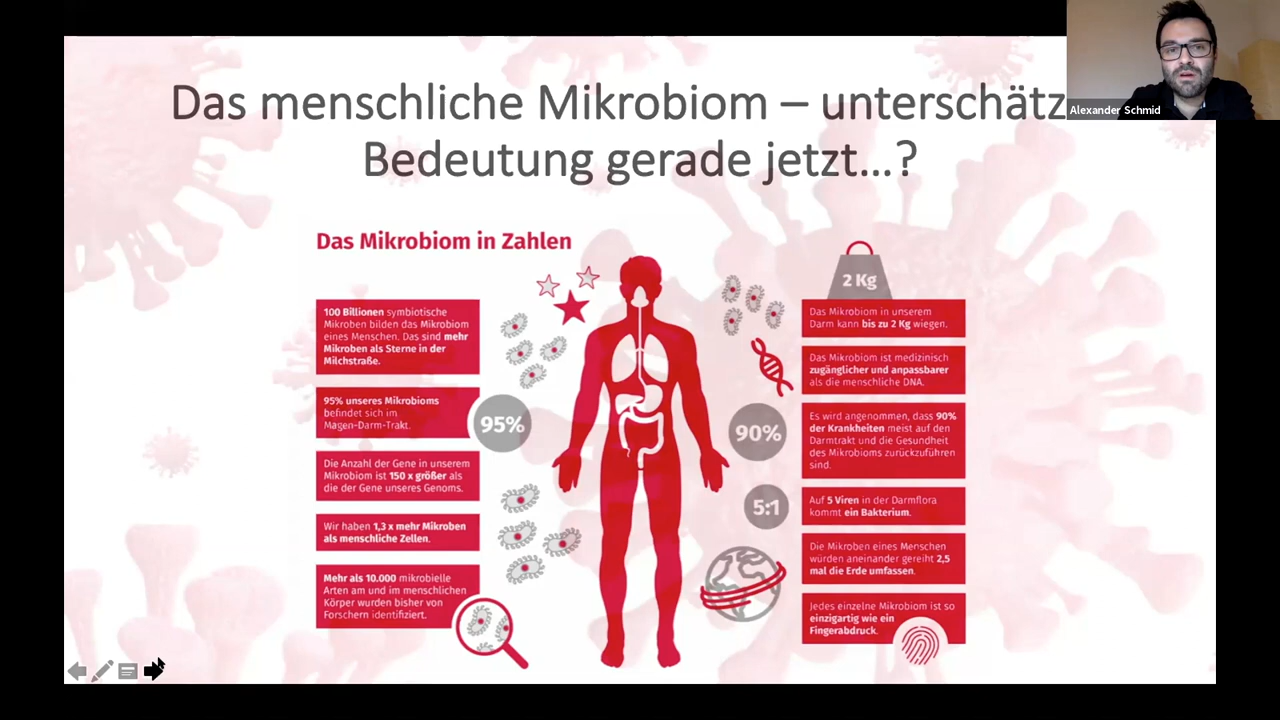 Das menschliche Mikrobiom – unterschätz
Bedeutung gerade jetzt...?
Alexander Schmid
Das Mikrobiom in Zahlen
100 Billionen symbiotische
Mikroben bilden das Mikrobiom
eines Menschen. Das sind mehr
Mikroben als Sterne in der
Milchstraße.
95% unseres Mikrobioms
befindet sich im
Magen-Darm-Trakt.
95%
Die Anzahl der Gene in unserem
Mikrobiom ist 150 x größer als
die der Gene unseres Genoms.
Wir haben 1,3 x mehr Mikroben
als menschliche Zellen.
Mehr als 10.000 mikrobielle
Arten am und im menschlichen
Körper wurden bisher von
Forschern identifiziert.
2 Kg
Das Mikrobiom in unserem
Darm kann bis zu 2 Kg wiegen.
Das Mikrobiom ist medizinisch
zugänglicher und anpassbarer
als die menschliche DNA.
90%
Es wird angenommen, dass 90%
der Krankheiten meist auf den
Darmtrakt und die Gesundheit
des Mikrobioms zurückzuführen
sind.
5:1
Auf 5 Viren in der Darmflora
kommt ein Bakterium.
Die Mikroben eines Menschen
würden aneinander gereiht 2,5
mal die Erde umfassen.
Jedes einzelne Mikrobiom ist so
einzigartig wie ein
Fingerabdruck.